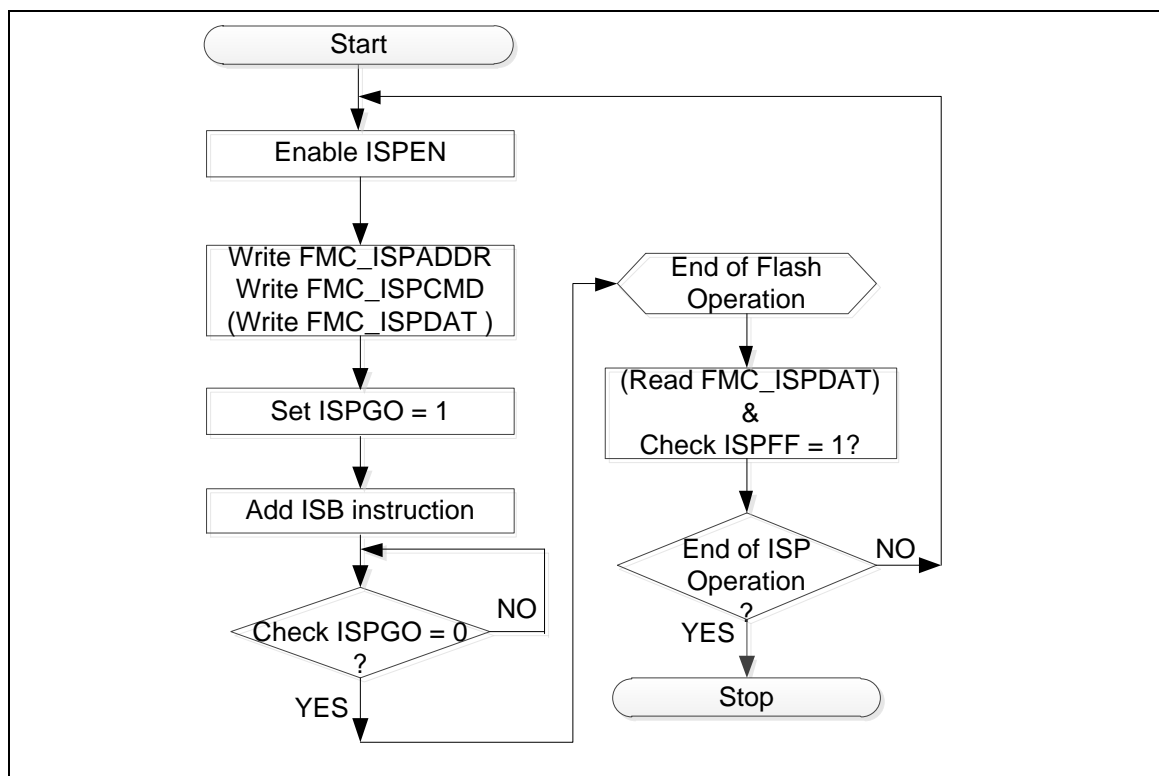 Start
Enable ISPEN
Write FMC_ISPADDR
Write FMC_ISPCMD
(Write FMC_ISPDAT )
Set ISPGO = 1
Add ISB instruction
Check ISPGO = 0
?
NO
YES
End of Flash
Operation
(Read FMC_ISPDAT)
&
Check ISPFF = 1?
End of ISP
Operation
?
NO
YES
Stop